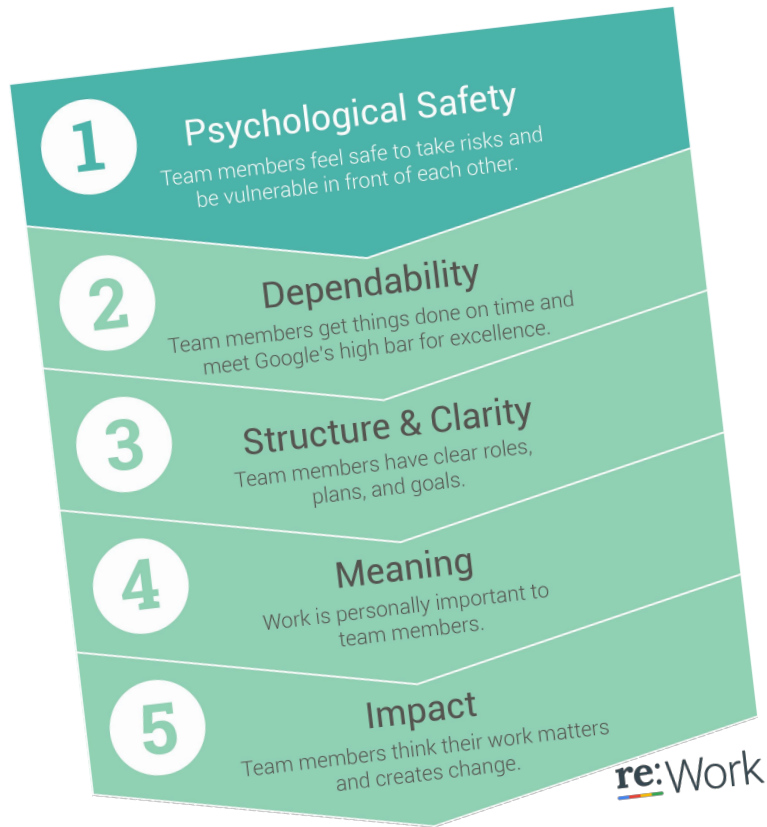 1
Psychological Safety
Team members feel safe to take risks and
be vulnerable in front of each other.
2
Dependability
Team members get things done on time and
meet Google's high bar for excellence.
3
Structure & Clarity
Team members have clear roles,
plans, and goals.
4
Meaning
Work is personally important to
team members.
5
Impact
Team members think their work matters
and creates change.
re:Work